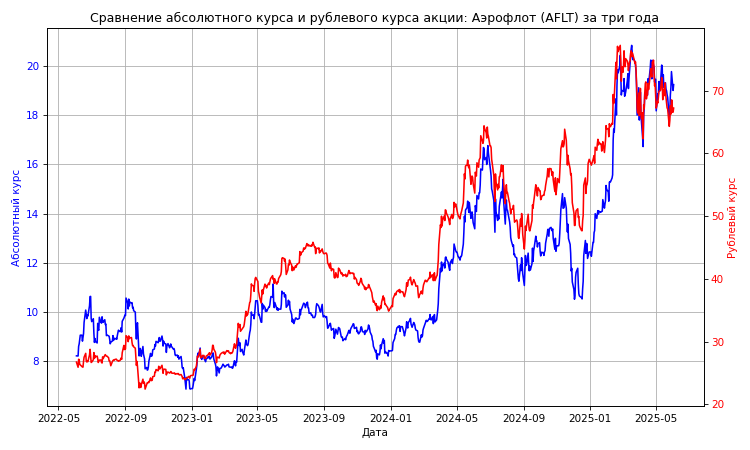 Сравнение абсолютного курса и рублевого курса акции: Аэрофлот (AFLT) за три года
Абсолютный курс
20
18
16
14
12
10
8
70
60
50
40
30
20
Рублевый курс
2022-05 2022-09 2023-01 2023-05 2023-09 2024-01 2024-05 2024-09 2025-01 2025-05
Дата